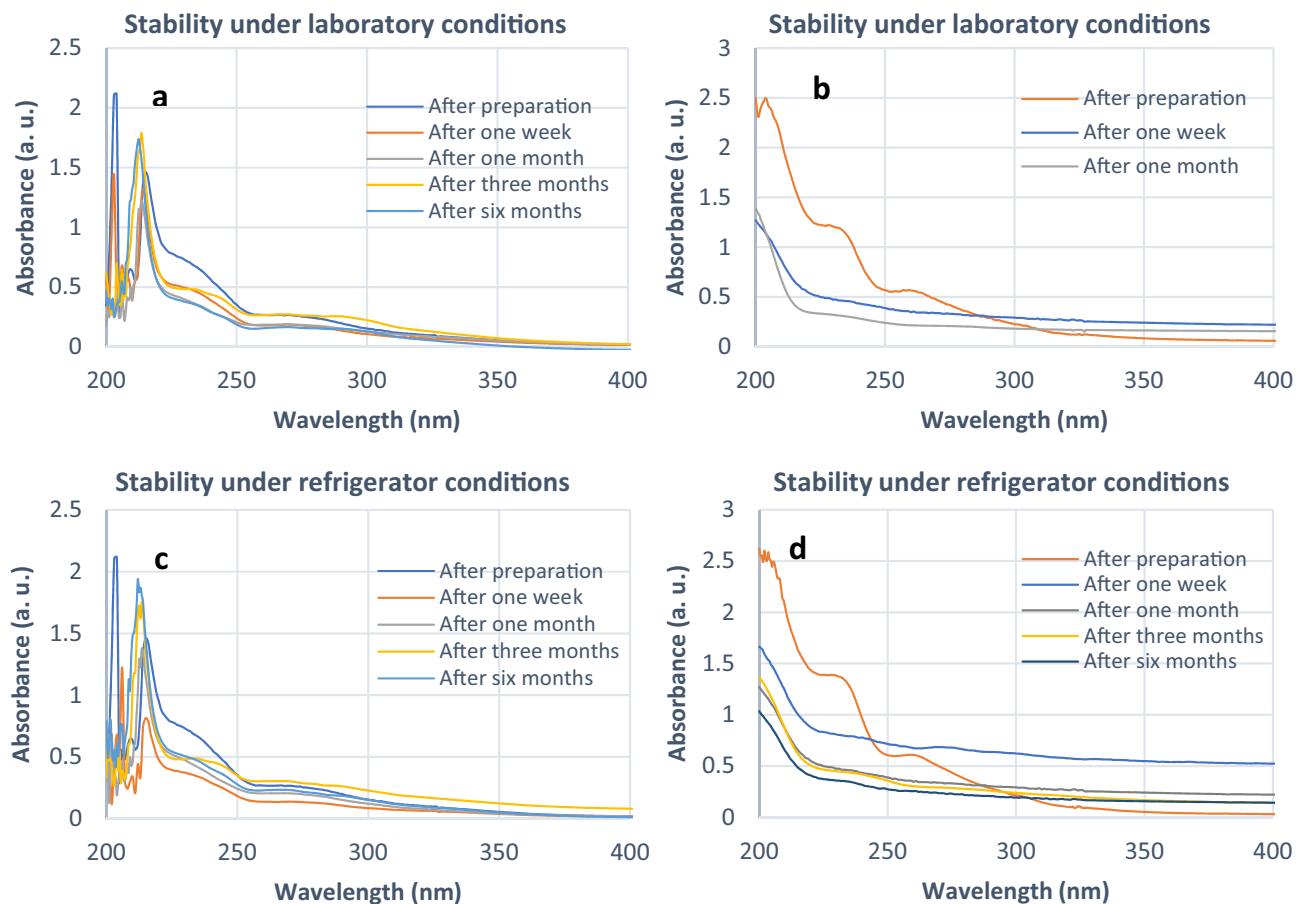 Stability under laboratory conditions
2.5
2
1.5
1
0.5
0
Absorbance (a. u.)
a
After preparation
After one week
After one month
After three months
After six months
200 250 300 350 400
Wavelength (nm)
Stability under laboratory conditions
3
2.5
2
1.5
1
0.5
0
Absorbance (a. u.)
b
After preparation
After one week
After one month
200 250 300 350 400
Wavelength (nm)
Stability under refrigerator conditions
2.5
2
1.5
1
0.5
0
Absorbance (a. u.)
c
After preparation
After one week
After one month
After three months
After six months
200 250 300 350 400
Wavelength (nm)
Stability under refrigerator conditions
3
2.5
2
1.5
1
0.5
0
Absorbance (a. u.)
d
After preparation
After one week
After one month
After three months
After six months
200 250 300 350 400
Wavelength (nm)